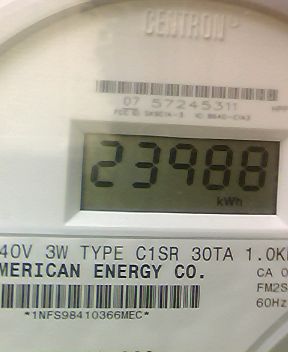 CENTRON
07 57245311
23988
kWh
40V 3W TYPE C1SR 30TA 1.0K
MERICAN ENERGY CO.
CA 0
FM2S
60Hz
*1NFS98410366MEC*